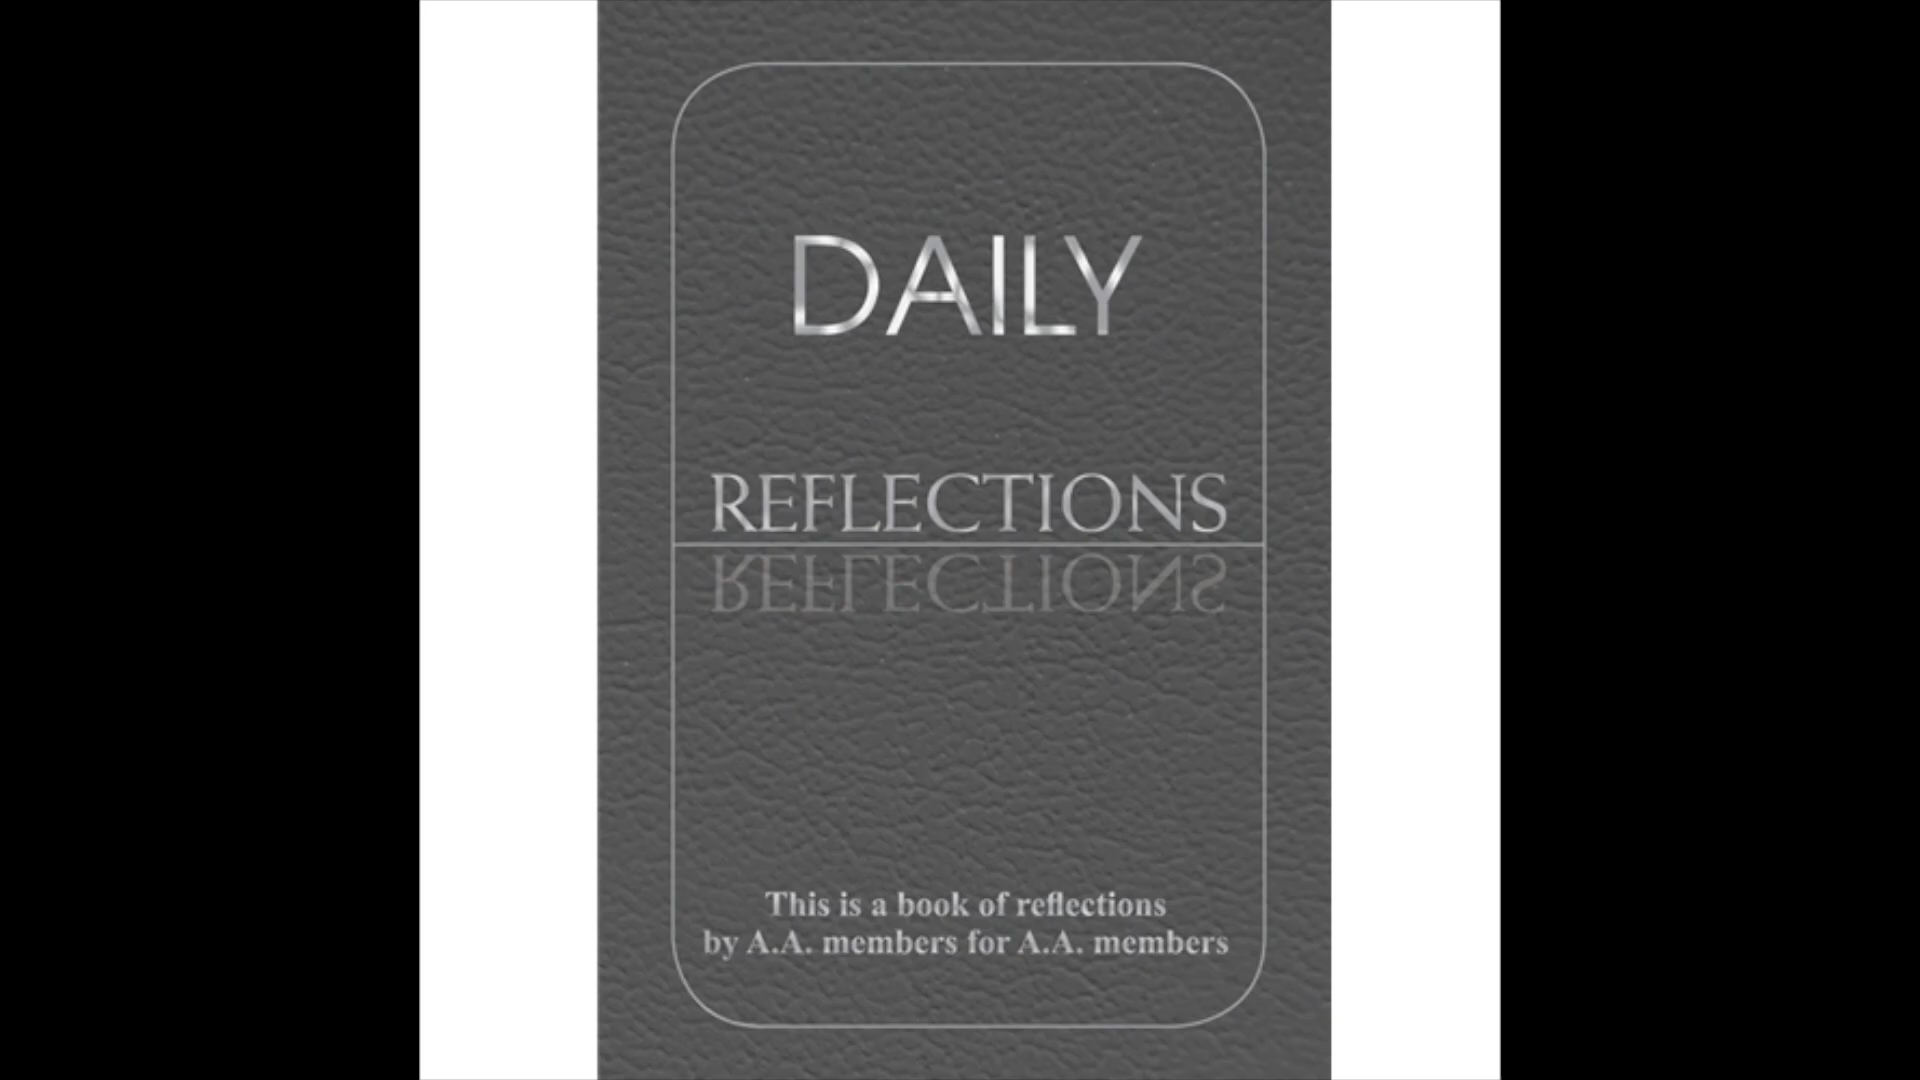 DAILY
REFLECTIONS
REFLECTIONS
This is a book of reflections
by A.A. members for A.A. members